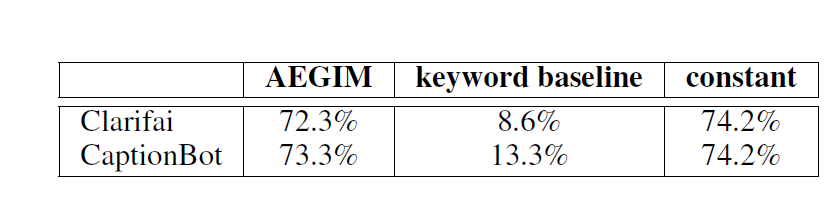 AEGIM keyword baseline constant
Clarifai 72.3% 8.6% 74.2%
CaptionBot 73.3% 13.3% 74.2%